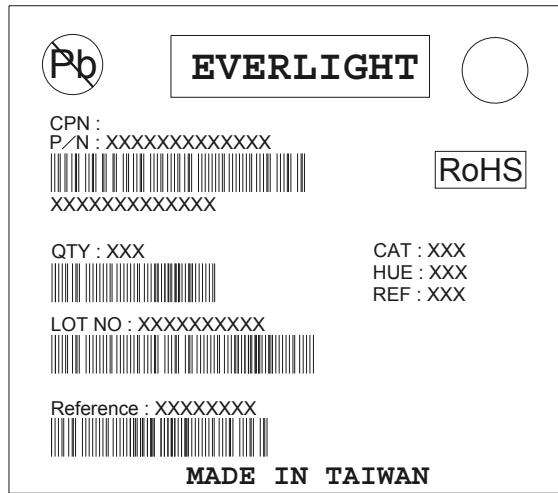 Pb
EVERLIGHT
CPN :
P/N : XXXXXXXXXXXXX
RoHS
XXXXXXXXXXXXX
QTY : XXX
CAT : XXX
HUE : XXX
REF : XXX
LOT NO : XXXXXXXXXX
Reference : XXXXXXXX
MADE IN TAIWAN